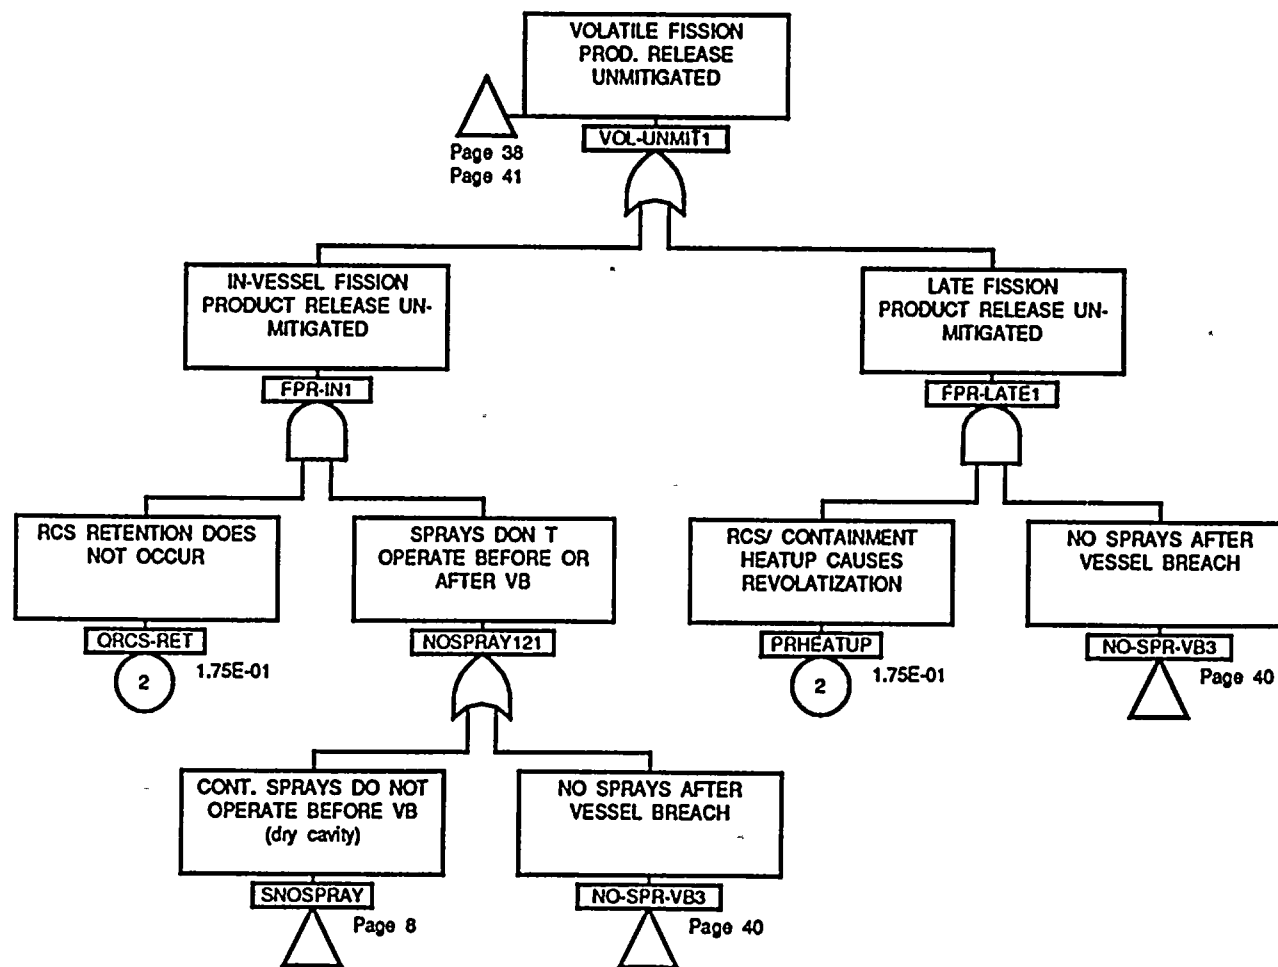 VOLATILE FISSION
PROD. RELEASE
UNMITIGATED
VOL-UNMIT1
Page 38
Page 41
IN-VESSEL FISSION
PRODUCT RELEASE UN-
MITIGATED
FPR-IN1
LATE FISSION
PRODUCT RELEASE UN-
MITIGATED
FPR-LATE1
RCS RETENTION DOES
NOT OCCUR
QRCS-RET
2
1.75E-01
SPRAYS DON T
OPERATE BEFORE OR
AFTER VB
NOSPRAY121
RCS/ CONTAINMENT
HEATUP CAUSES
REVOLATIZATION
PRHEATUP
2
1.75E-01
NO SPRAYS AFTER
VESSEL BREACH
NO-SPR-VB3
Page 40
CONT. SPRAYS DO NOT
OPERATE BEFORE VB
(dry cavity)
SNOSPRAY
Page 8
NO SPRAYS AFTER
VESSEL BREACH
NO-SPR-VB3
Page 40